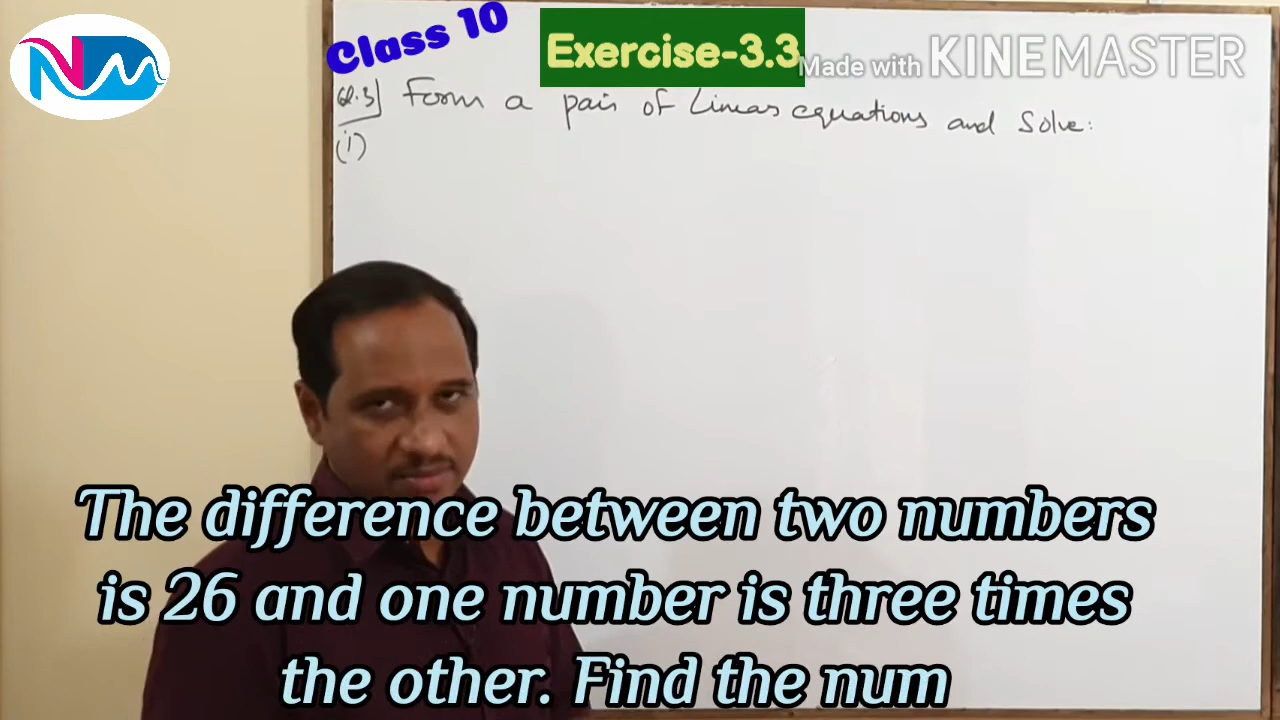 NM
Class 10
Exercise-3.3
Made with KINEMASTER
Q.3] Form a pair of Linear equations and Solve:
(i)
The difference between two numbers
is 26 and one number is three times
the other. Find the num